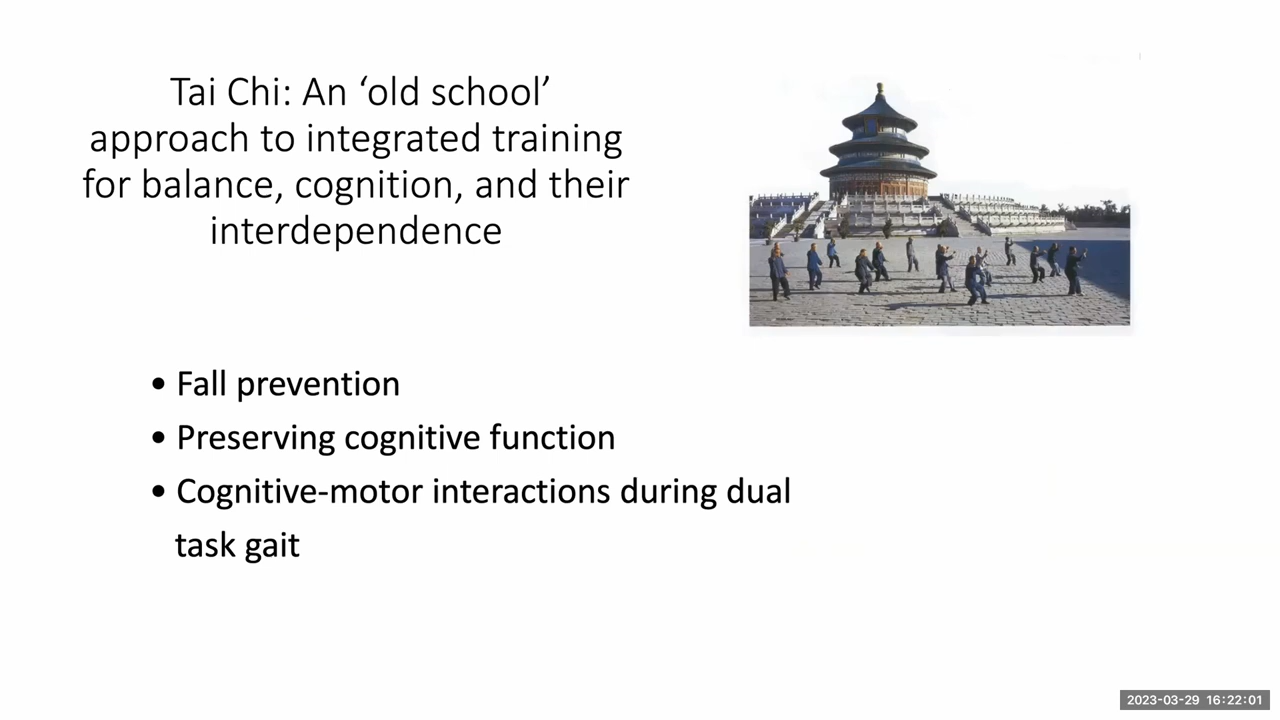 Tai Chi: An ‘old school’
approach to integrated training
for balance, cognition, and their
interdependence
• Fall prevention
• Preserving cognitive function
• Cognitive-motor interactions during dual
task gait
2023-03-29 16:22:01